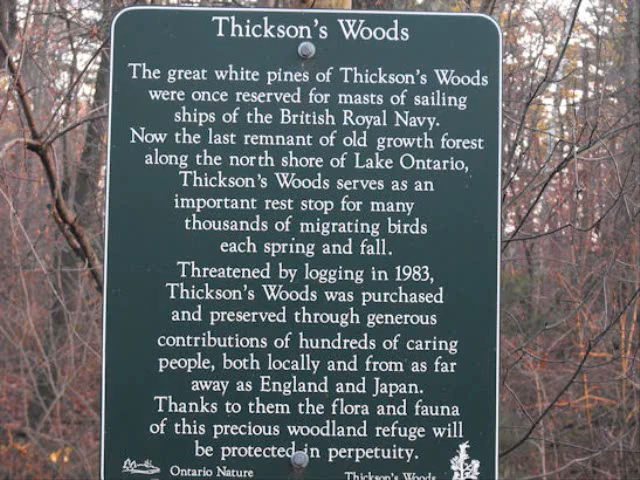 Thickson's Woods
The great white pines of Thickson's Woods
were once reserved for masts of sailing
ships of the British Royal Navy.
Now the last remnant of old growth forest
along the north shore of Lake Ontario,
Thickson's Woods serves as an
important rest stop for many
thousands of migrating birds
each spring and fall.
Threatened by logging in 1983,
Thickson's Woods was purchased
and preserved through generous
contributions of hundreds of caring
people, both locally and from as far
away as England and Japan.
Thanks to them the flora and fauna
of this precious woodland refuge will
be protected in perpetuity.
Ontario Nature
Thickson's Woods